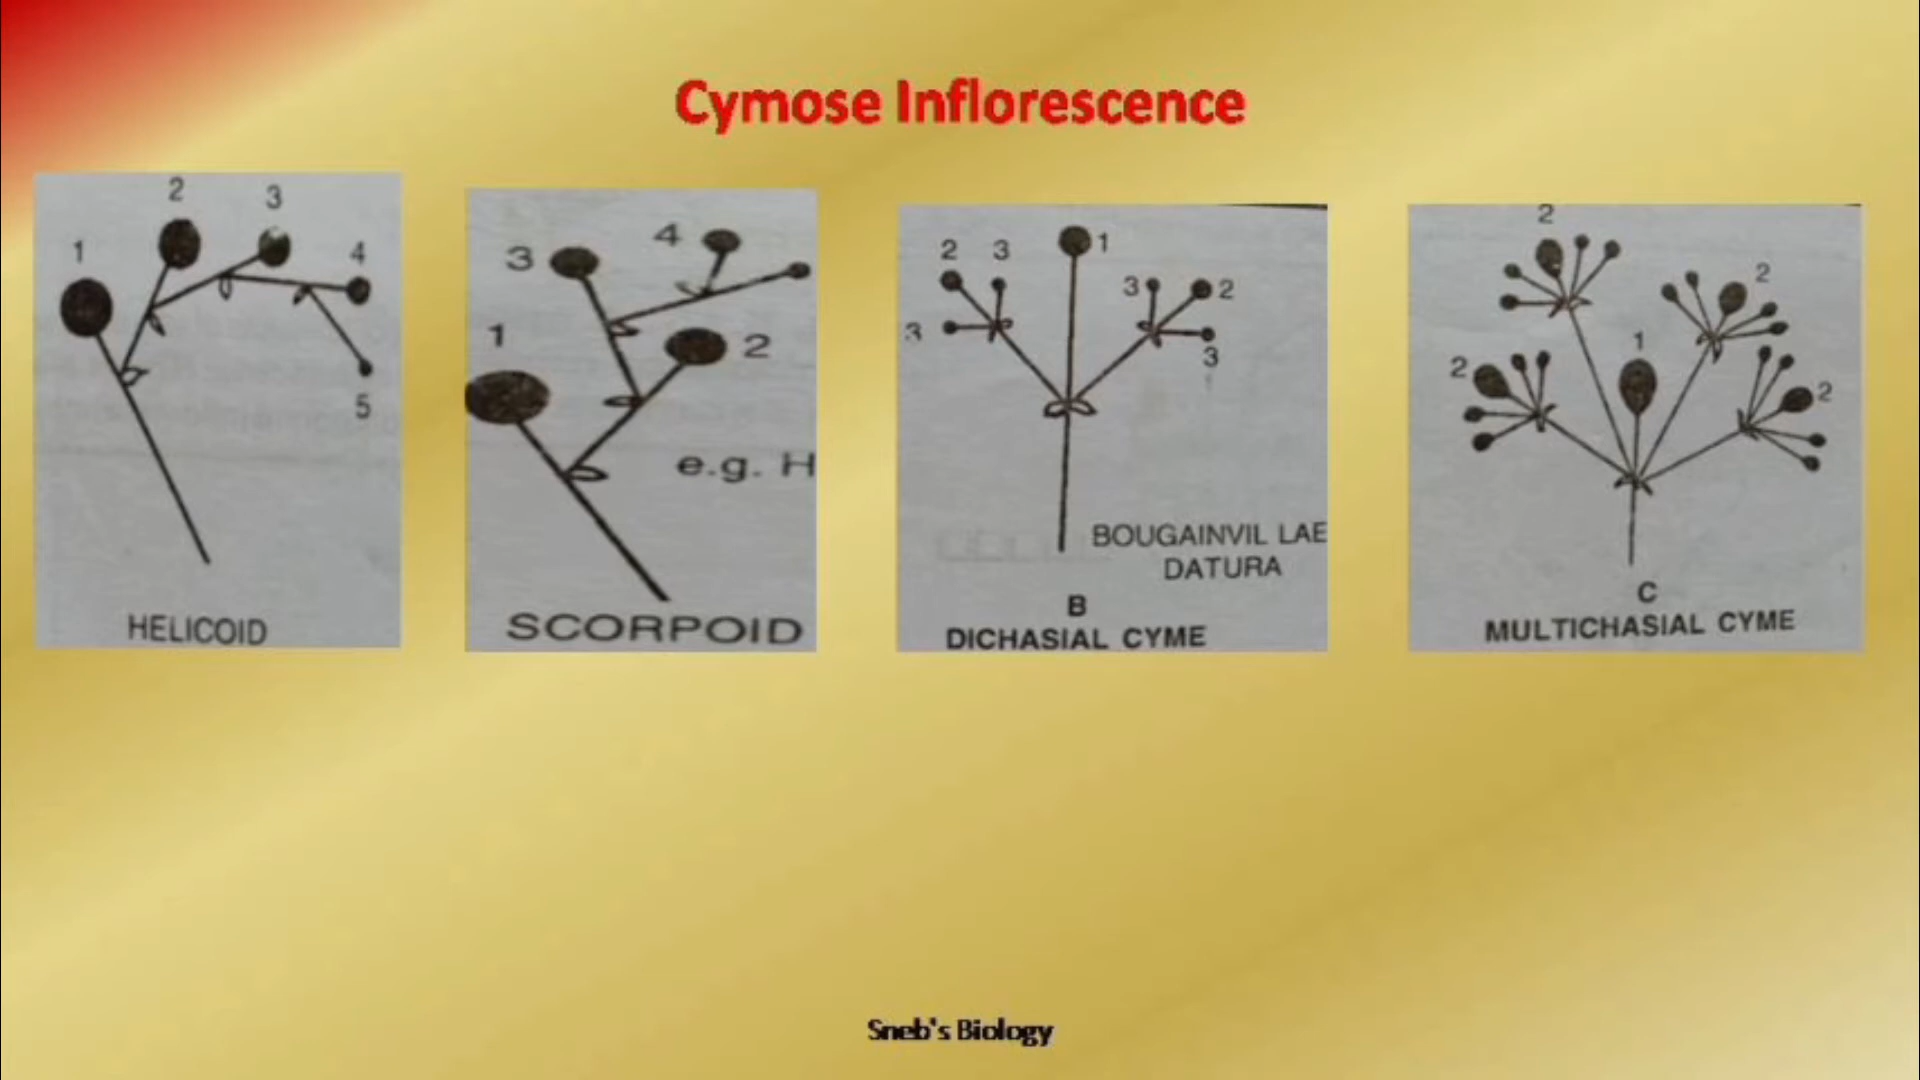 Cymose Inflorescence
1
2
3
4
5
HELICOID
1
2
3
4
e.g. H
SCORPOID
2
3
1
3
2
3
3
BOUGAINVIL LAE
DATURA
B
DICHASIAL CYME
2
2
1
2
2
C
MULTICHASIAL CYME
Sneb's Biology